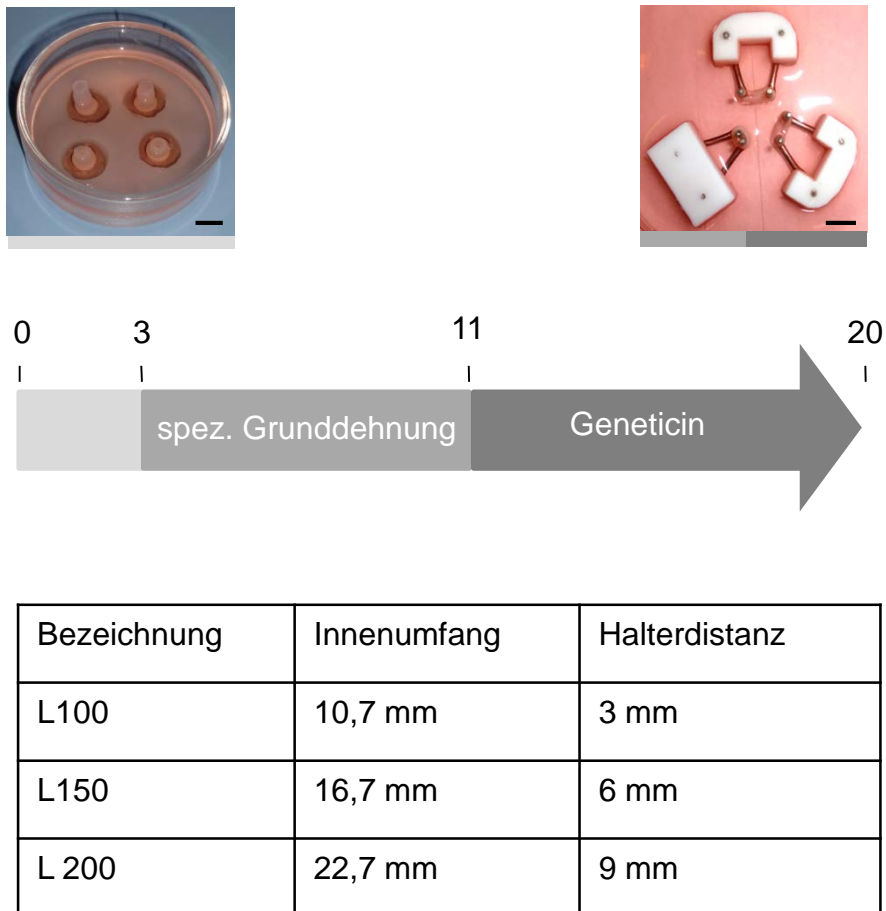 0 3 11 20
spez. Grunddehnung Geneticin
Bezeichnung Innenumfang Halterdistanz
L100 10,7 mm 3 mm
L150 16,7 mm 6 mm
L 200 22,7 mm 9 mm